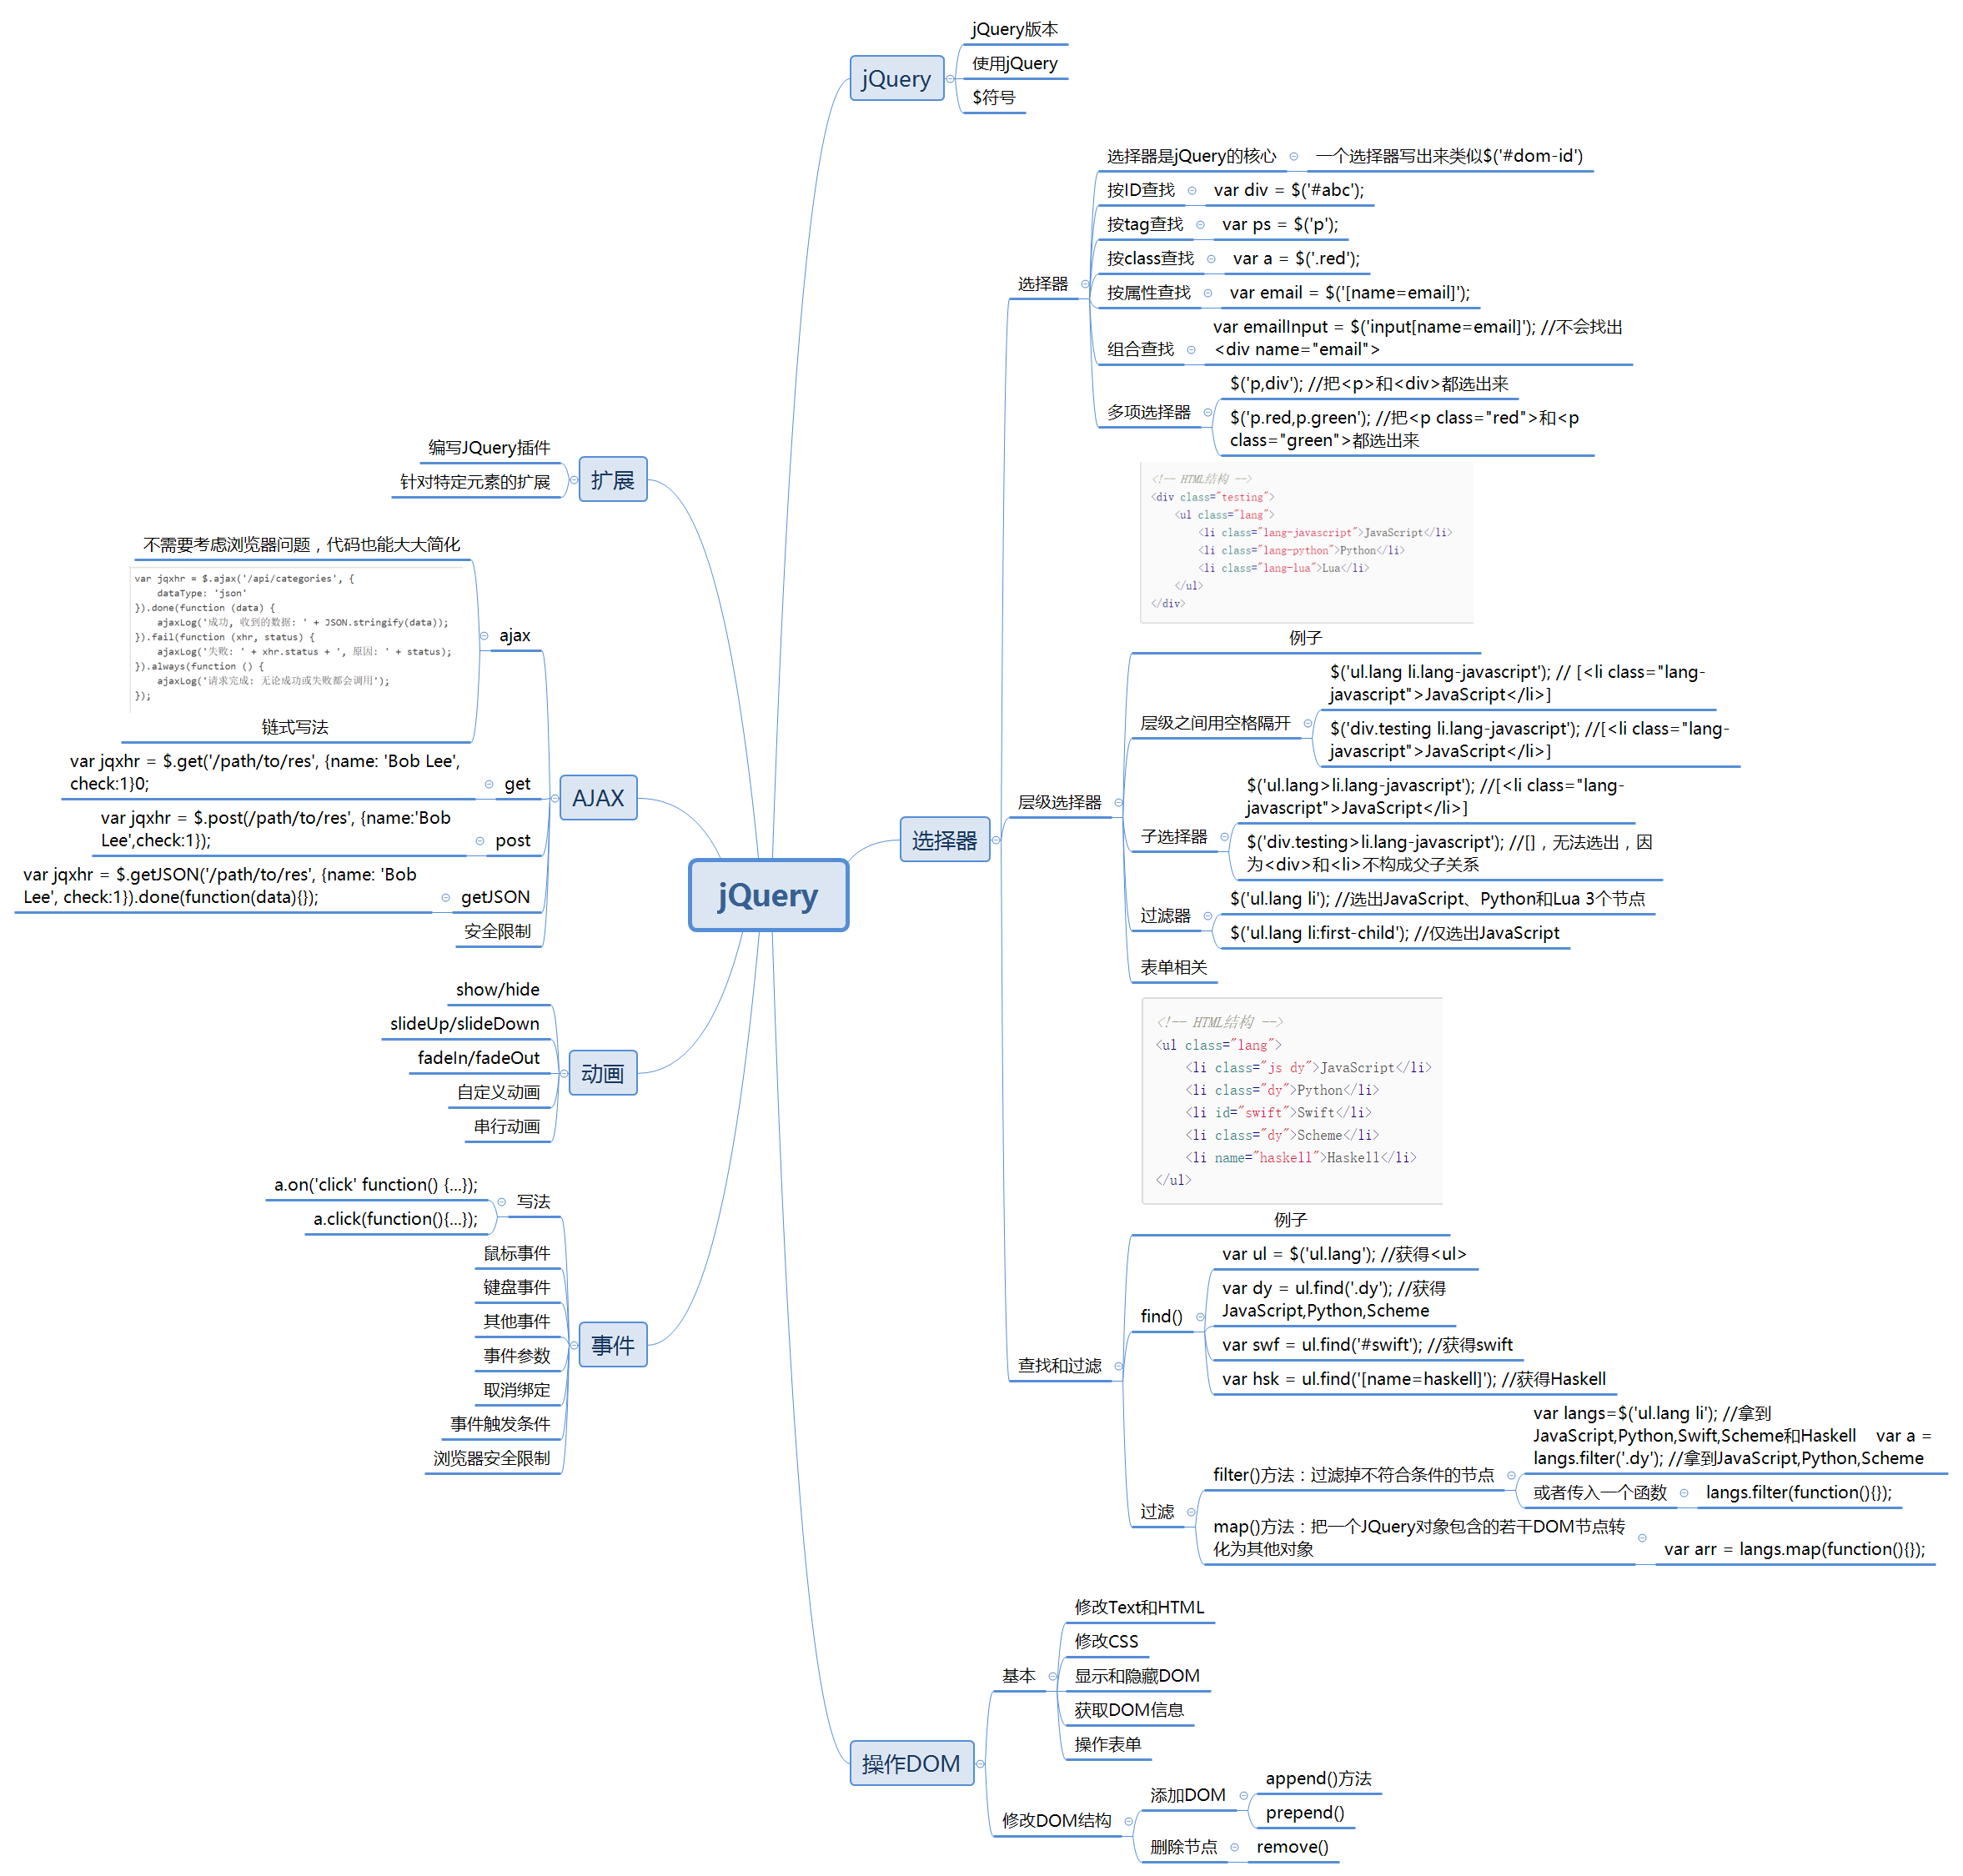 jQuery
jQuery
jQuery版本
使用jQuery
$符号
选择器
选择器
选择器是jQuery的核心
一个选择器写出来类似$('#dom-id')
按ID查找
var div = $('#abc');
按tag查找
var ps = $('p');
按class查找
var a = $('.red');
按属性查找
var email = $('[name=email]');
组合查找
var emailInput = $('input[name=email]'); //不会找出
<div name="email">
多项选择器
$('p,div'); //把<p>和<div>都选出来
$('p.red,p.green'); //把<p class="red">和<p
class="green">都选出来
层级选择器
<!-- HTML结构 -->
<div class="testing">
<ul class="lang">
<li class="lang-javascript">JavaScript</li>
<li class="lang-python">Python</li>
<li class="lang-lua">Lua</li>
</ul>
</div>
例子
层级之间用空格隔开
$('ul.lang li.lang-javascript'); // [<li class="lang-
javascript">JavaScript</li>]
$('div.testing li.lang-javascript'); //[<li class="lang-
javascript">JavaScript</li>]
子选择器
$('ul.lang>li.lang-javascript'); //[<li class="lang-
javascript">JavaScript</li>]
$('div.testing>li.lang-javascript'); //[]，无法选出，因
为<div>和<li>不构成父子关系
过滤器
$('ul.lang li'); //选出JavaScript、Python和Lua 3个节点
$('ul.lang li:first-child'); //仅选出JavaScript
表单相关
查找和过滤
<!-- HTML结构 -->
<ul class="lang">
<li class="js dy">JavaScript</li>
<li class="dy">Python</li>
<li id="swift">Swift</li>
<li class="dy">Scheme</li>
<li name="haskell">Haskell</li>
</ul>
例子
find()
var ul = $('ul.lang'); //获得<ul>
var dy = ul.find('.dy'); //获得
JavaScript,Python,Scheme
var swf = ul.find('#swift'); //获得swift
var hsk = ul.find('[name=haskell]'); //获得Haskell
过滤
filter()方法：过滤掉不符合条件的节点
var langs=$('ul.lang li'); //拿到
JavaScript,Python,Swift,Scheme和Haskell    var a =
langs.filter('.dy'); //拿到JavaScript,Python,Scheme
或者传入一个函数
langs.filter(function(){});
map()方法：把一个JQuery对象包含的若干DOM节点转
化为其他对象
var arr = langs.map(function(){});
操作DOM
基本
修改Text和HTML
修改CSS
显示和隐藏DOM
获取DOM信息
操作表单
修改DOM结构
添加DOM
append()方法
prepend()
删除节点
remove()
扩展
编写JQuery插件
针对特定元素的扩展
AJAX
ajax
不需要考虑浏览器问题，代码也能大大简化
var jqxhr = $.ajax('/api/categories', {
dataType: 'json'
}).done(function (data) {
ajaxLog('成功, 收到的数据: ' + JSON.stringify(data));
}).fail(function (xhr, status) {
ajaxLog('失败: ' + xhr.status + ', 原因: ' + status);
}).always(function () {
ajaxLog('请求完成: 无论成功或失败都会调用');
});
链式写法
get
var jqxhr = $.get('/path/to/res', {name: 'Bob Lee',
check:1}0;
post
var jqxhr = $.post(/path/to/res', {name:'Bob
Lee',check:1});
getJSON
var jqxhr = $.getJSON('/path/to/res', {name: 'Bob
Lee', check:1}).done(function(data){});
安全限制
动画
show/hide
slideUp/slideDown
fadeIn/fadeOut
自定义动画
串行动画
事件
写法
a.on('click' function() {...});
a.click(function(){...});
鼠标事件
键盘事件
其他事件
事件参数
取消绑定
事件触发条件
浏览器安全限制